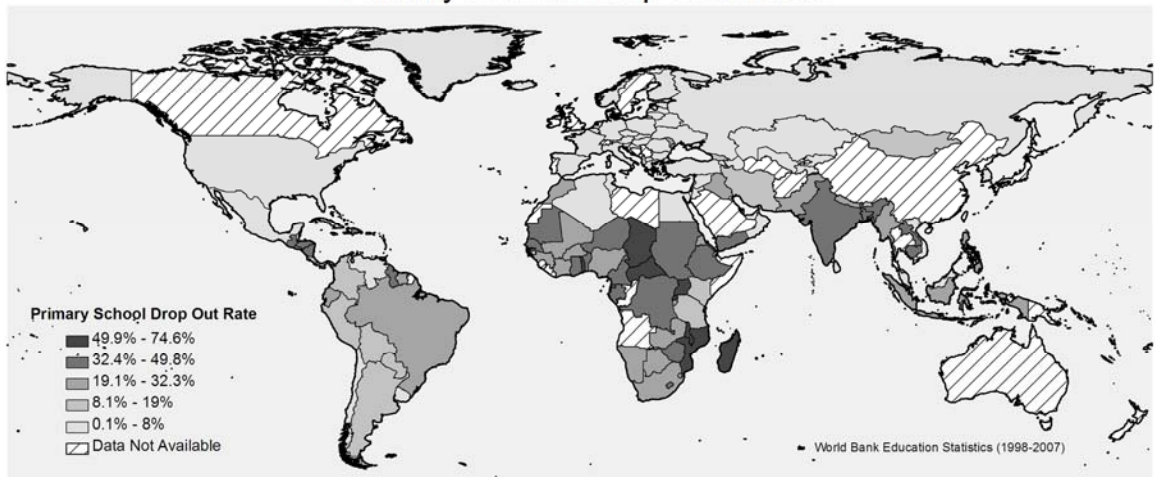 Primary School Drop Out Rate
49.9% - 74.6%
32.4% - 49.8%
19.1% - 32.3%
8.1% - 19%
0.1% - 8%
Data Not Available
World Bank Education Statistics (1998-2007)